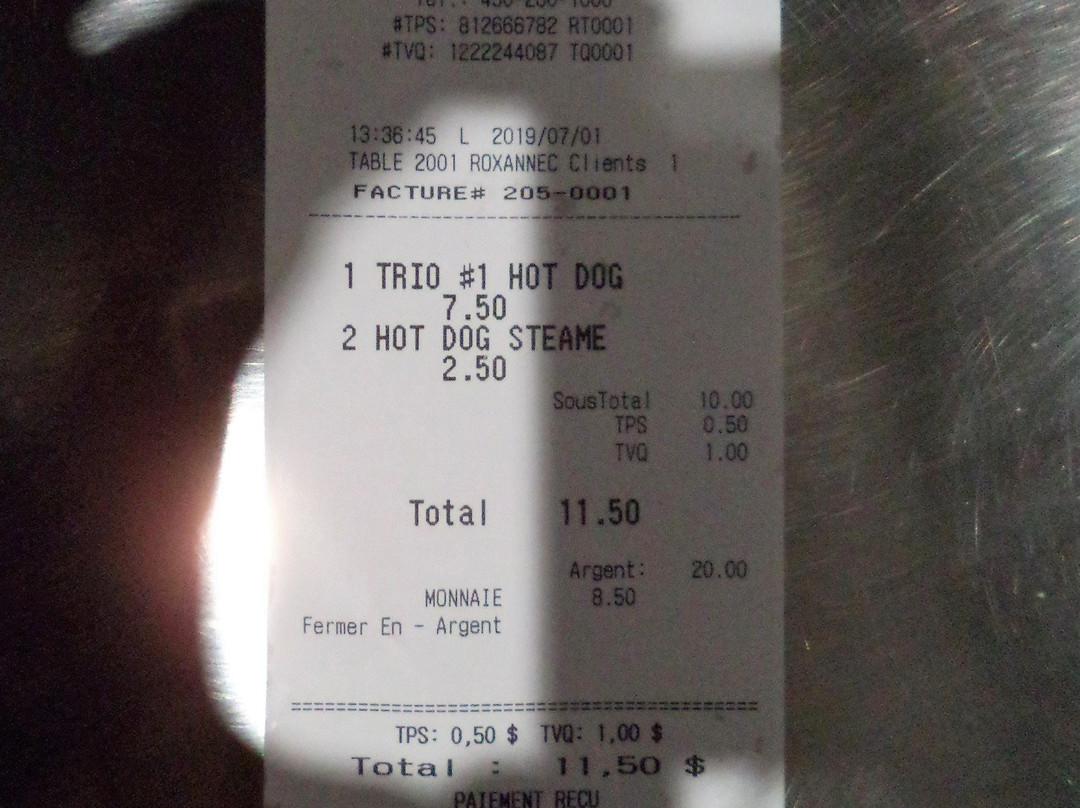 #TPS: 812666782 RT0001
#TVQ: 1222244087 TQ0001
13:36:45 L 2019/07/01
TABLE 2001 ROXANNEC Clients 1
FACTURE# 205-0001
1 TRIO #1 HOT DOG
7.50
2 HOT DOG STEAME
2.50
SousTotal 10.00
TPS 0.50
TVQ 1.00
Total 11.50
Argent: 20.00
MONNAIE 8.50
Fermer En - Argent
TPS: 0,50 $ TVQ: 1,00 $
Total : 11,50 $
PAIEMENT RECU